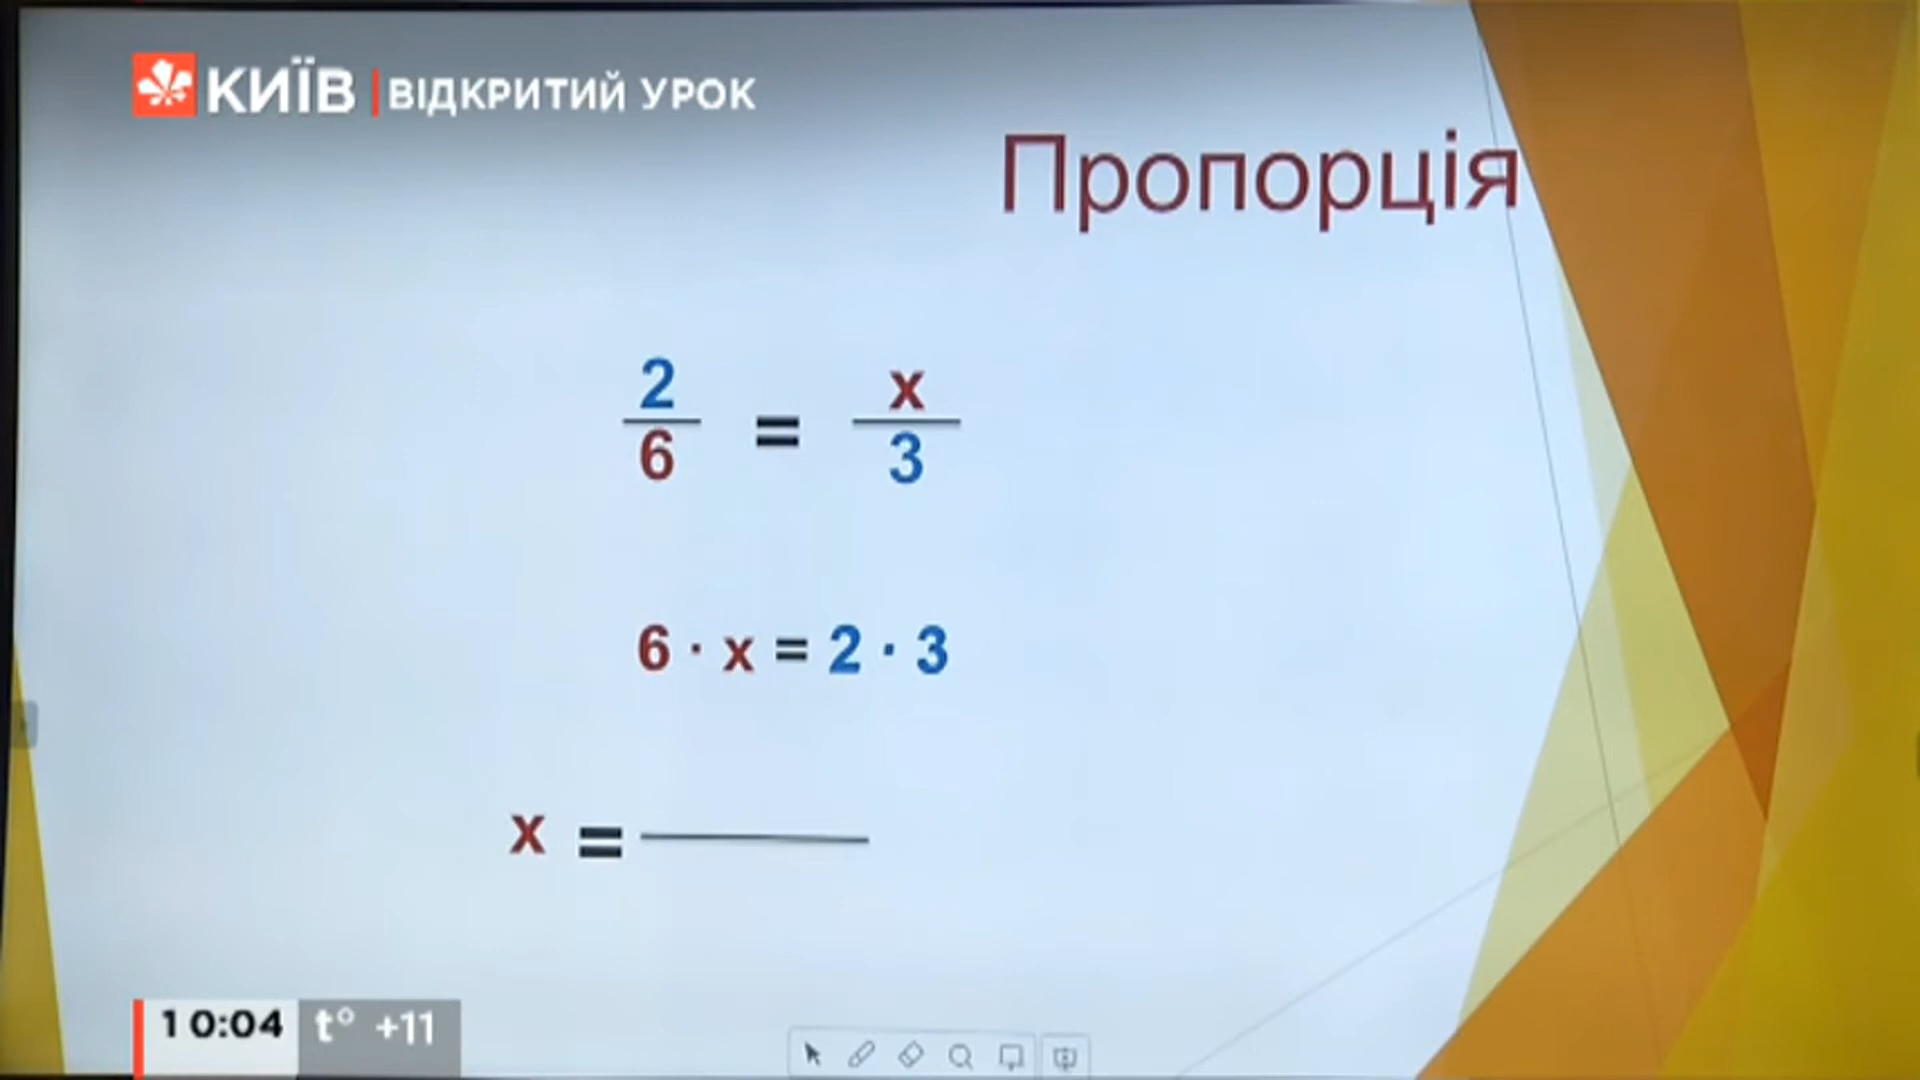 КИЇВ | ВІДКРИТИЙ УРОК
Пропорція
2/6 = x/3
6 · x = 2 · 3
x =
10:04 t° +11